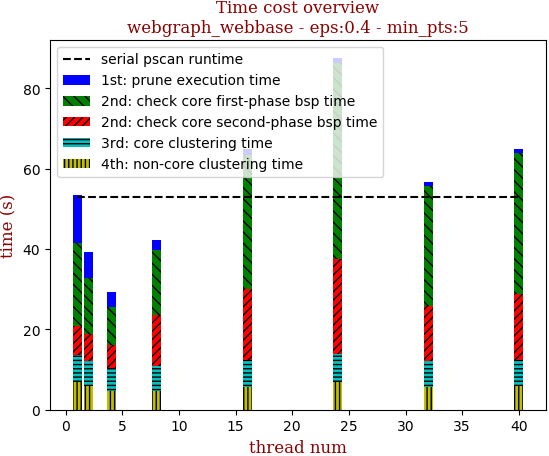 Time cost overview
webgraph_webbase - eps:0.4 - min_pts:5
serial pscan runtime
1st: prune execution time
2nd: check core first-phase bsp time
2nd: check core second-phase bsp time
3rd: core clustering time
4th: non-core clustering time
time (s)
80
60
40
20
0
0 5 10 15 20 25 30 35 40
thread num